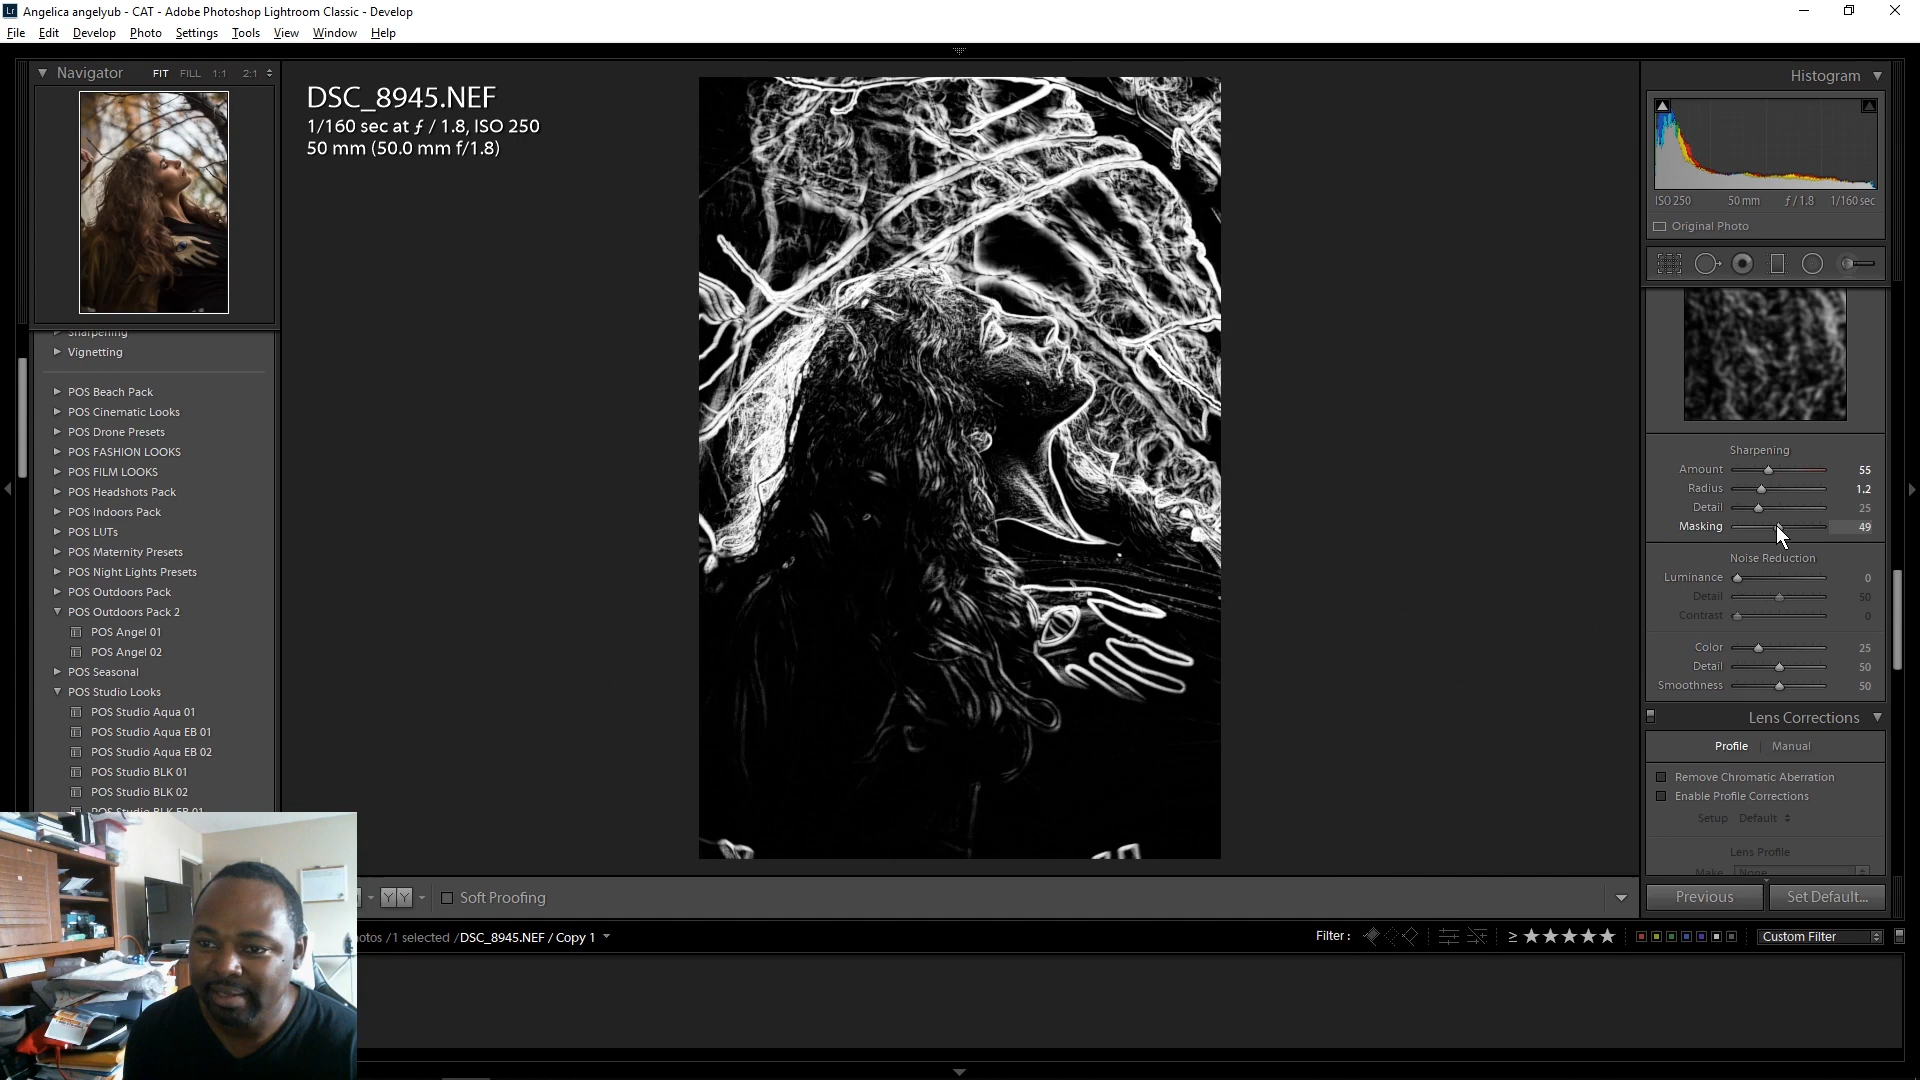 Angelica angelyub - CAT - Adobe Photoshop Lightroom Classic - Develop
File Edit Develop Photo Settings Tools View Window Help
Navigator FIT FILL 1:1 2:1
Sharpening
Vignetting
POS Beach Pack
POS Cinematic Looks
POS Drone Presets
POS FASHION LOOKS
POS FILM LOOKS
POS Headshots Pack
POS Indoors Pack
POS LUTs
POS Maternity Presets
POS Night Lights Presets
POS Outdoors Pack
POS Outdoors Pack 2
POS Angel 01
POS Angel 02
POS Seasonal
POS Studio Looks
POS Studio Aqua 01
POS Studio Aqua EB 01
POS Studio Aqua EB 02
POS Studio BLK 01
POS Studio BLK 02
POS Studio BLK EB 01
DSC_8945.NEF
1/160 sec at ƒ / 1.8, ISO 250
50 mm (50.0 mm f/1.8)
Soft Proofing
/1 selected /DSC_8945.NEF / Copy 1
Filter: ≥ ★★★★★ Custom Filter
Histogram
ISO 250 50 mm ƒ / 1.8 1/160 sec
Original Photo
Sharpening
Amount 55
Radius 1.2
Detail 25
Masking 49
Noise Reduction
Luminance 0
Detail 50
Contrast 0
Color 25
Detail 50
Smoothness 50
Lens Corrections
Profile Manual
Remove Chromatic Aberration
Enable Profile Corrections
Setup Default
Lens Profile
Make None
Previous Set Default...